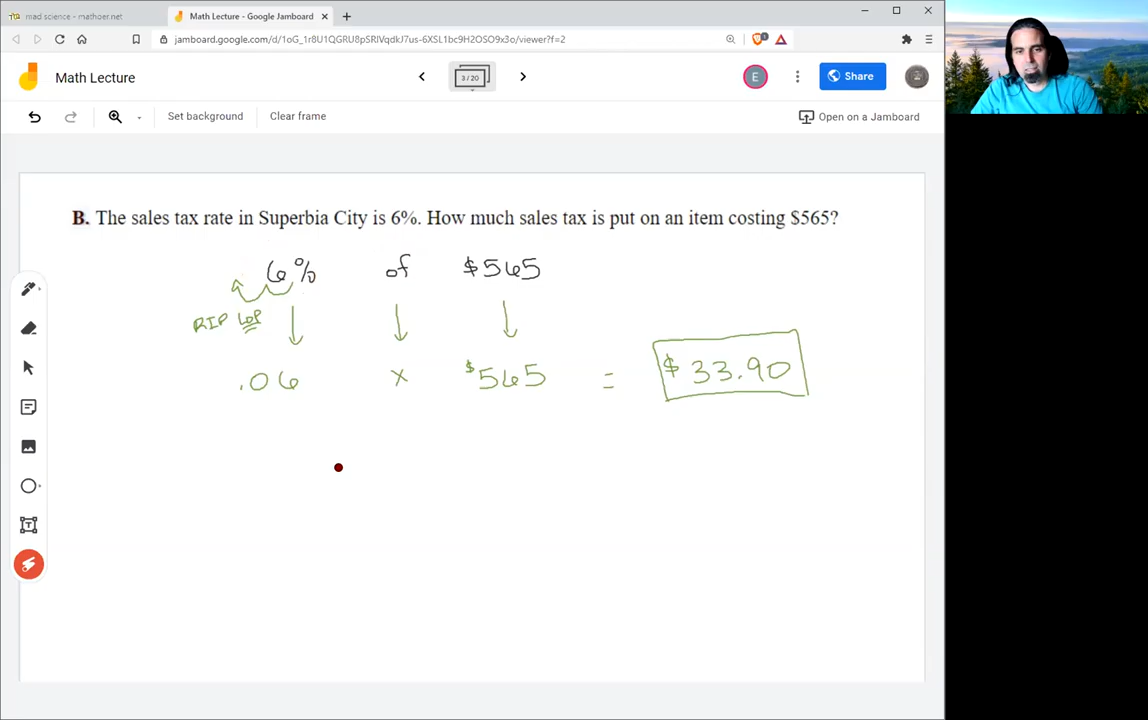 mad science - mathoer.net
Math Lecture - Google Jamboard
jamboard.google.com/d/1oG_1r8U1QGRU8pSRlVqdkJ7us-6XSL1bc9H2OSO9x3o/viewer?f=2
Math Lecture
3 / 20
E
Share
Set background
Clear frame
Open on a Jamboard
B. The sales tax rate in Superbia City is 6%. How much sales tax is put on an item costing $565?
6% of $565
RIP LOP
.06 x $565 = $33.90